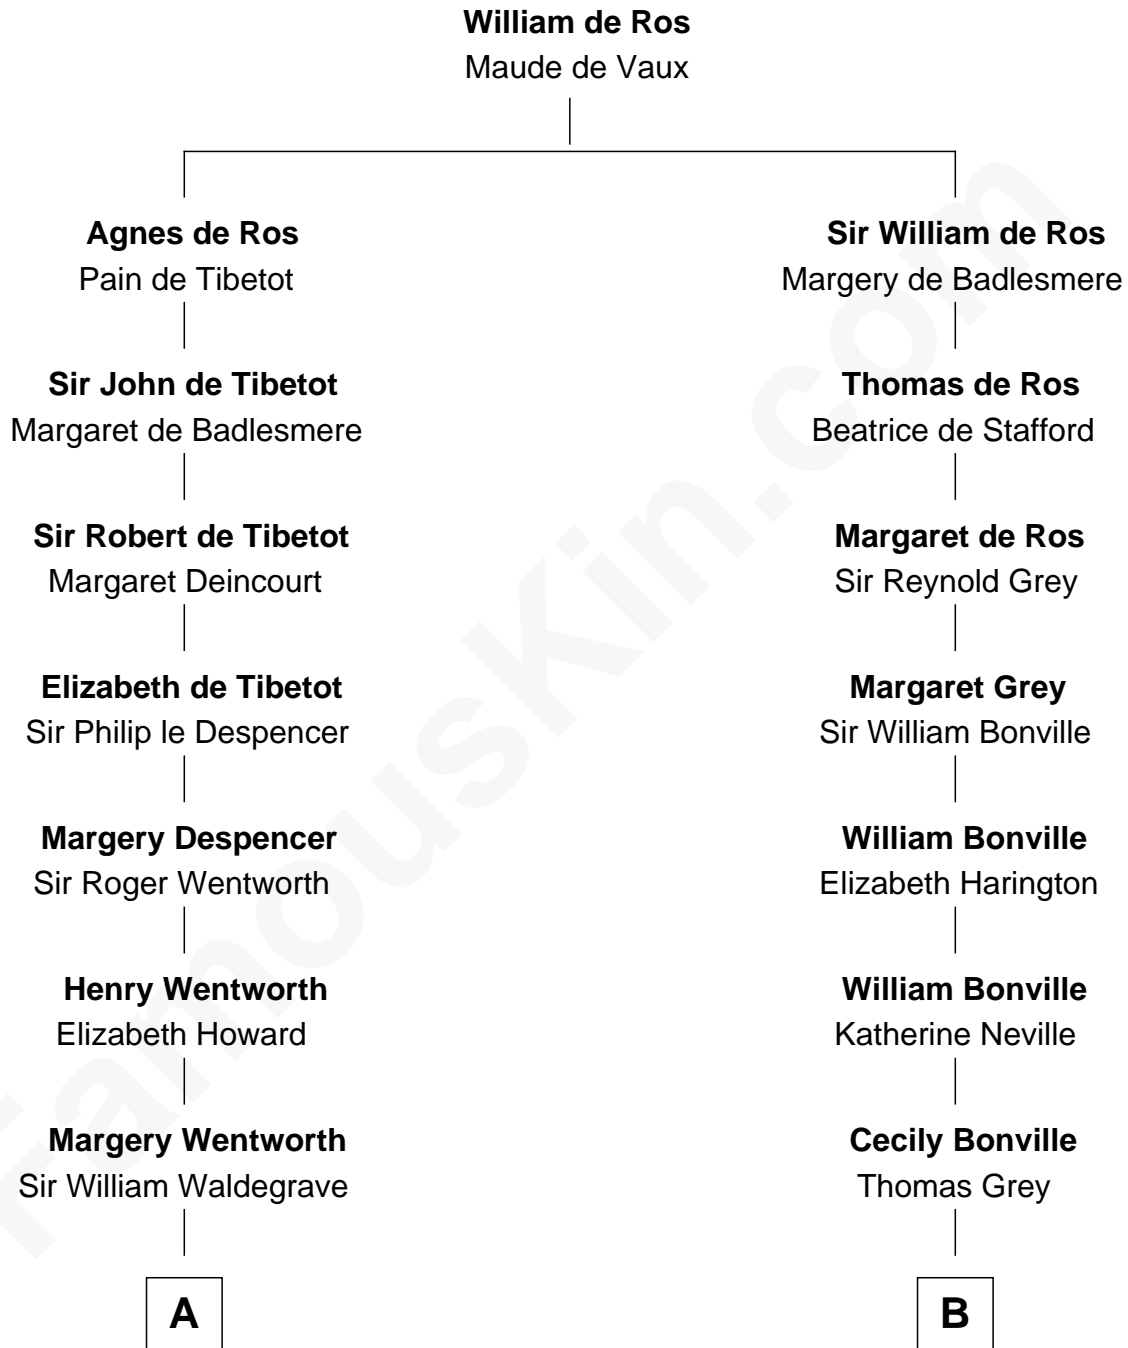 William de Ros
Maude de Vaux
Agnes de Ros
Pain de Tibetot
Sir William de Ros
Margery de Badlesmere
Sir John de Tibetot
Margaret de Badlesmere
Thomas de Ros
Beatrice de Stafford
Sir Robert de Tibetot
Margaret Deincourt
Margaret de Ros
Sir Reynold Grey
Elizabeth de Tibetot
Sir Philip le Despencer
Margaret Grey
Sir William Bonville
Margery Despencer
Sir Roger Wentworth
William Bonville
Elizabeth Harington
Henry Wentworth
Elizabeth Howard
William Bonville
Katherine Neville
Margery Wentworth
Sir William Waldegrave
Cecily Bonville
Thomas Grey
A
B
FamousKin.com